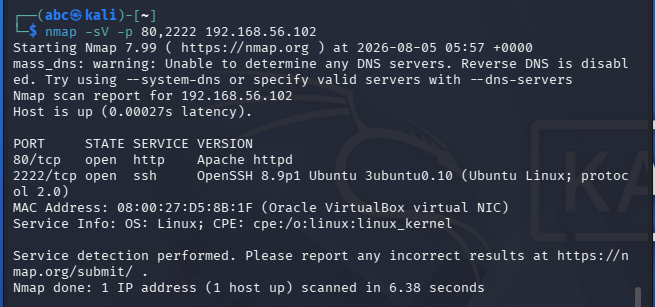 ┌──(abc㉿kali)-[~]
└─$ nmap -sV -p 80,2222 192.168.56.102
Starting Nmap 7.99 ( https://nmap.org ) at 2026-08-05 05:57 +0000
mass_dns: warning: Unable to determine any DNS servers. Reverse DNS is disabl
ed. Try using --system-dns or specify valid servers with --dns-servers
Nmap scan report for 192.168.56.102
Host is up (0.00027s latency).

PORT     STATE SERVICE VERSION
80/tcp   open  http    Apache httpd
2222/tcp open  ssh     OpenSSH 8.9p1 Ubuntu 3ubuntu0.10 (Ubuntu Linux; protoc
ol 2.0)
MAC Address: 08:00:27:D5:8B:1F (Oracle VirtualBox virtual NIC)
Service Info: OS: Linux; CPE: cpe:/o:linux:linux_kernel

Service detection performed. Please report any incorrect results at https://n
map.org/submit/ .
Nmap done: 1 IP address (1 host up) scanned in 6.38 seconds
KA